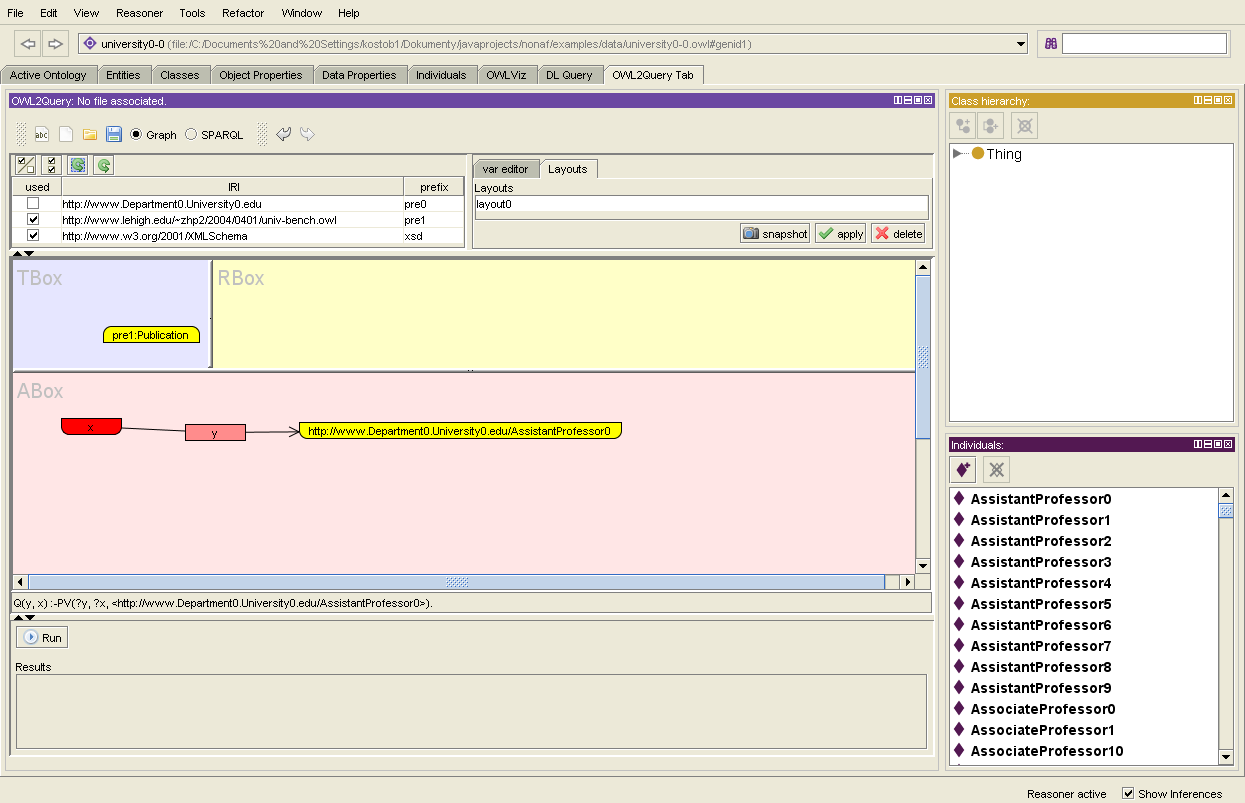 File Edit View Reasoner Tools Refactor Window Help
university0-0 (file:/C:/Documents%20and%20Settings/kostob1/Dokumenty/javaprojects/nonaf/examples/data/university0-0.owl#genid1)
Active Ontology Entities Classes Object Properties Data Properties Individuals OWLViz DL Query OWL2Query Tab
OWL2Query: No file associated.
abc Graph SPARQL
used IRI prefix
http://www.Department0.University0.edu pre0
http://www.lehigh.edu/~zhp2/2004/0401/univ-bench.owl pre1
http://www.w3.org/2001/XMLSchema xsd
var editor Layouts
Layouts
layout0
snapshot apply delete
TBox
pre1:Publication
RBox
ABox
x
y
http://www.Department0.University0.edu/AssistantProfessor0
Q(y, x) :-PV(?y, ?x, <http://www.Department0.University0.edu/AssistantProfessor0>).
Run
Results
Class hierarchy:
Thing
Individuals:
AssistantProfessor0
AssistantProfessor1
AssistantProfessor2
AssistantProfessor3
AssistantProfessor4
AssistantProfessor5
AssistantProfessor6
AssistantProfessor7
AssistantProfessor8
AssistantProfessor9
AssociateProfessor0
AssociateProfessor1
AssociateProfessor10
Reasoner active Show Inferences